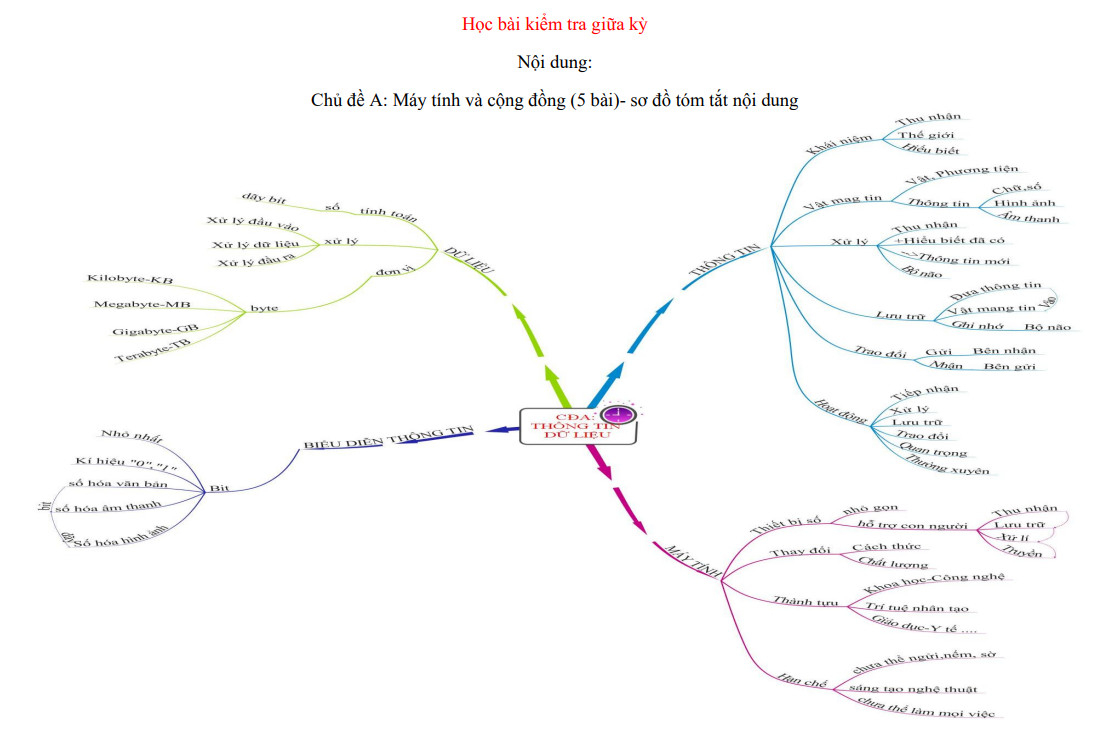 Học bài kiểm tra giữa kỳ
Nội dung:
Chủ đề A: Máy tính và cộng đồng (5 bài)- sơ đồ tóm tắt nội dung
CĐA:
THÔNG TIN
DỮ LIỆU
THÔNG TIN
Khái niệm
Thu nhận
Thế giới
Hiểu biết
Vật mag tin
Vật, Phương tiện
Thông tin
Chữ,số
Hình ảnh
Âm thanh
Xử lý
Thu nhận
+Hiểu biết đã có
=>Thông tin mới
Bộ não
Lưu trữ
Đưa thông tin
Vật mang tin
Vào
Ghi nhớ
Bộ não
Trao đổi
Gửi
Bên nhận
Nhận
Bên gửi
Hoạt động
Tiếp nhận
Xử lý
Lưu trữ
Trao đổi
Quan trọng
Thường xuyên
MÁY TÍNH
Thiết bị số
nhỏ gọn
hỗ trợ con người
Thu nhận
Lưu trữ
Xử lí
Truyền
Thay đổi
Cách thức
Chất lượng
Thành tựu
Khoa học-Công nghệ
Trí tuệ nhân tạo
Giáo dục-Y tế ....
Hạn chế
chưa thể ngửi,nếm, sờ
sáng tạo nghệ thuật
chưa thể làm mọi việc
DỮ LIỆU
tính toán
số
dãy bit
xử lý
Xử lý đầu vào
Xử lý dữ liệu
Xử lý đầu ra
đơn vị
byte
Kilobyte-KB
Megabyte-MB
Gigabyte-GB
Terabyte-TB
BIỂU DIỄN THÔNG TIN
Bit
Nhỏ nhất
Kí hiệu "0","1"
số hóa văn bản
số hóa âm thanh
Số hóa hình ảnh
dãy
bit